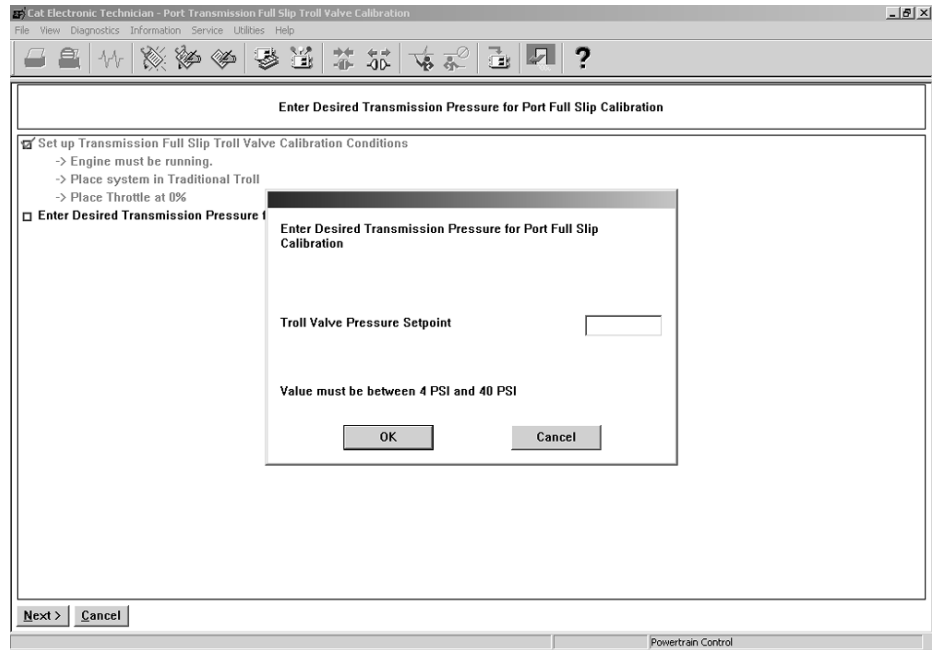 Cat Electronic Technician - Port Transmission Full Slip Troll Valve Calibration
File View Diagnostics Information Service Utilities Help
Enter Desired Transmission Pressure for Port Full Slip Calibration
Set up Transmission Full Slip Troll Valve Calibration Conditions
-> Engine must be running.
-> Place system in Traditional Troll
-> Place Throttle at 0%
Enter Desired Transmission Pressure f
Enter Desired Transmission Pressure for Port Full Slip
Calibration
Troll Valve Pressure Setpoint
Value must be between 4 PSI and 40 PSI
OK Cancel
Next > Cancel
Powertrain Control